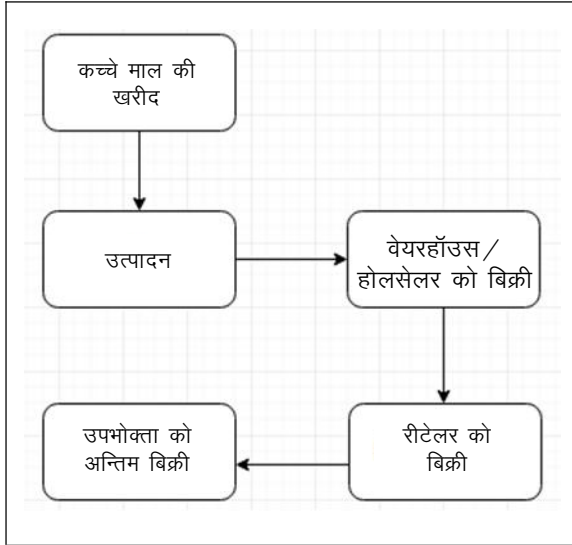 कच्चे माल की
खरीद
उत्पादन
वेयरहॉउस/
होलसेलर को बिक्री
रीटेलर को
बिक्री
उपभोक्ता को
अन्तिम बिक्री